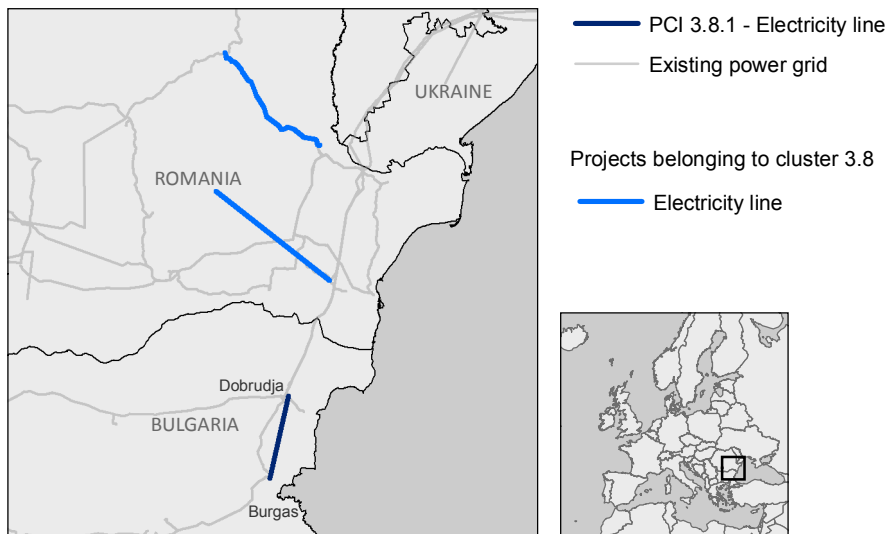 UKRAINE
ROMANIA
Dobrudja
BULGARIA
Burgas
PCI 3.8.1 - Electricity line
Existing power grid
Projects belonging to cluster 3.8
Electricity line